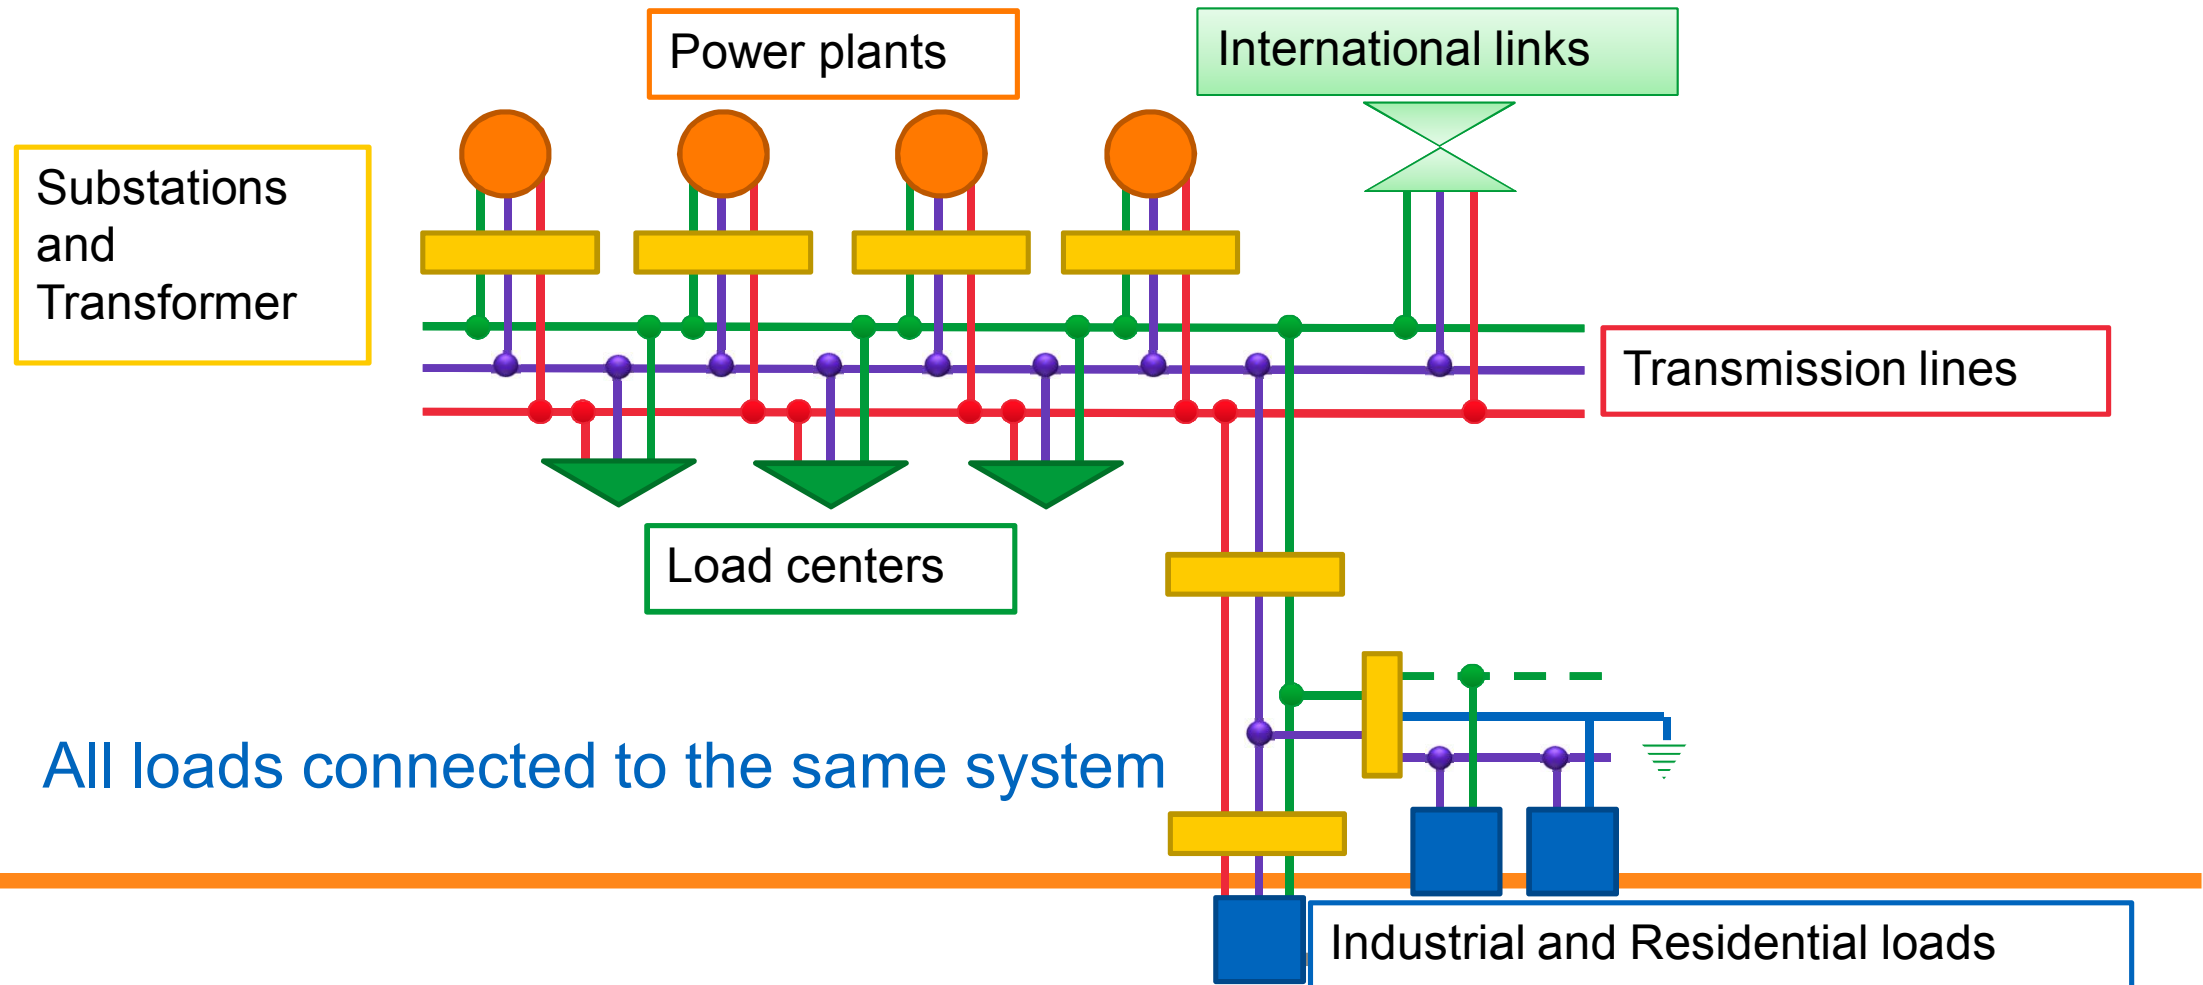 Power plants
International links
Substations
and
Transformer
Transmission lines
Load centers
All loads connected to the same system
Industrial and Residential loads